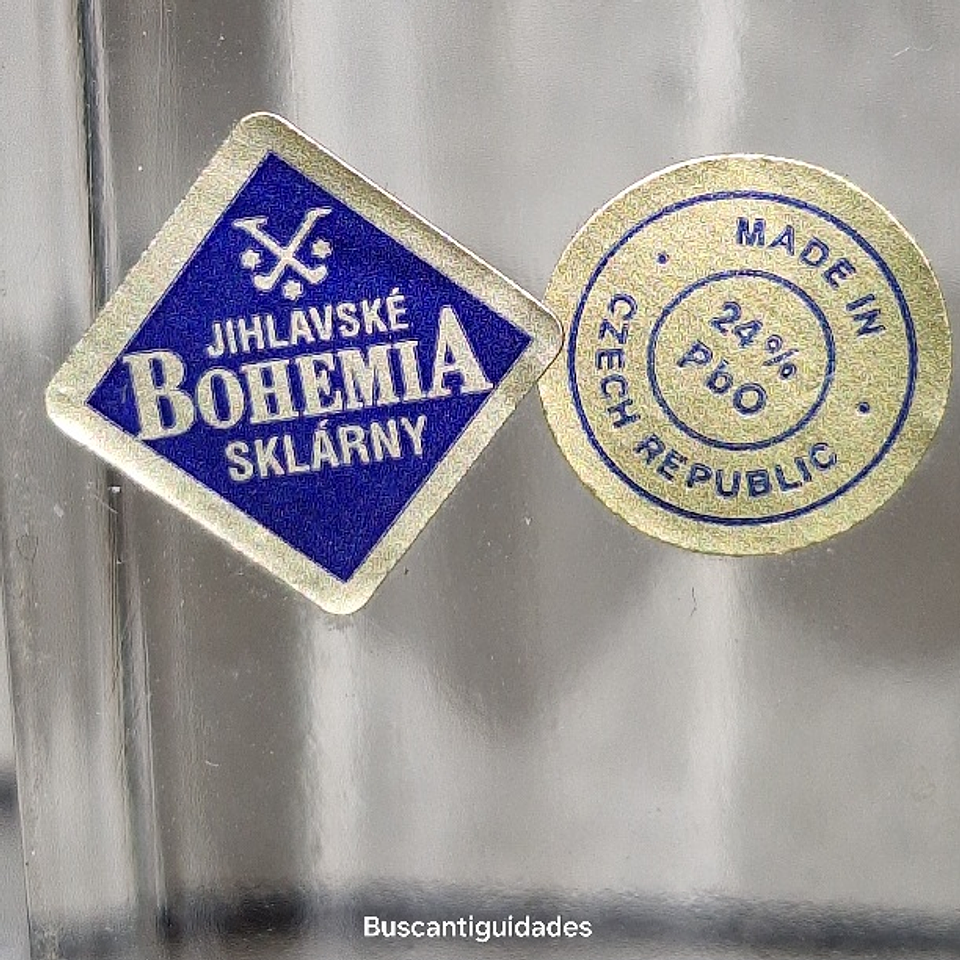 JIHLAVSKÉ
BOHEMIA
SKLÁRNY
MADE IN
CZECH REPUBLIC
24%
PbO
Buscantiguidades